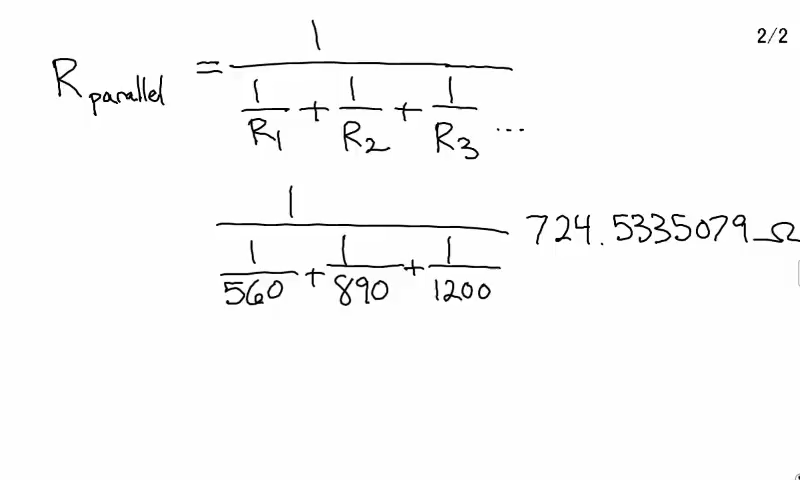 2/2
R parallel = 1 / (1/R1 + 1/R2 + 1/R3 ...)
1 / (1/560 + 1/890 + 1/1200) 724.5335079 Ω